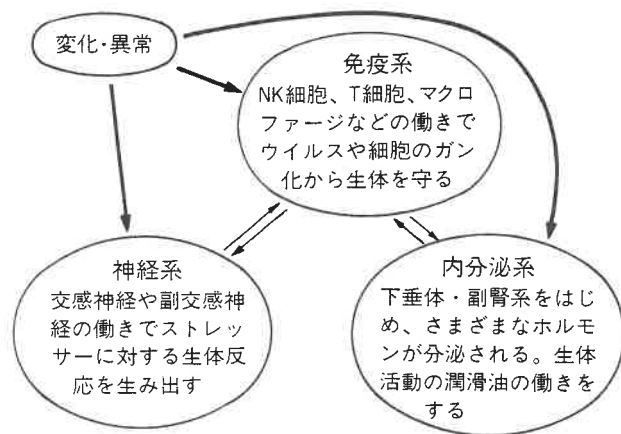 変化・異常
免疫系
NK細胞、T細胞、マクロ
ファージなどの働きで
ウイルスや細胞のガン
化から生体を守る
神経系
交感神経や副交感神
経の働きでストレッ
サーに対する生体反
応を生み出す
内分泌系
下垂体・副腎系をはじ
め、さまざまなホルモ
ンが分泌される。生体
活動の潤滑油の働きを
する